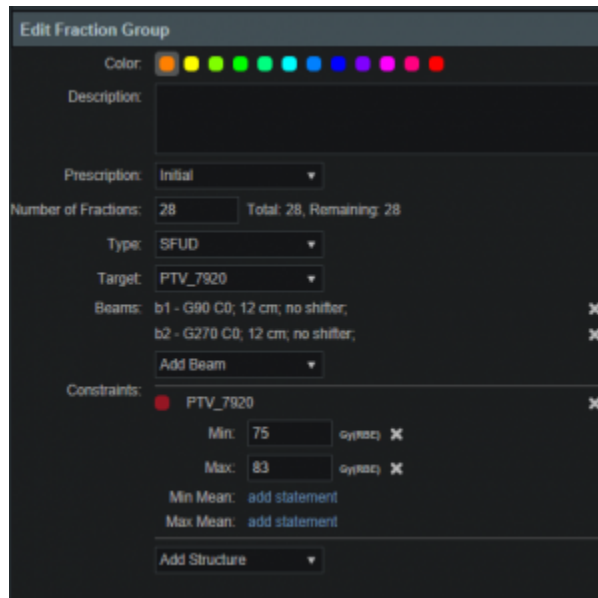 Edit Fraction Group
Color:
Description:
Prescription: Initial
Number of Fractions: 28 Total: 28, Remaining: 28
Type: SFUD
Target: PTV_7920
Beams: b1 - G90 C0; 12 cm; no shifter;
b2 - G270 C0; 12 cm; no shifter;
Add Beam
Constraints:
PTV_7920
Min: 75 Gy(RBE)
Max: 83 Gy(RBE)
Min Mean: add statement
Max Mean: add statement
Add Structure